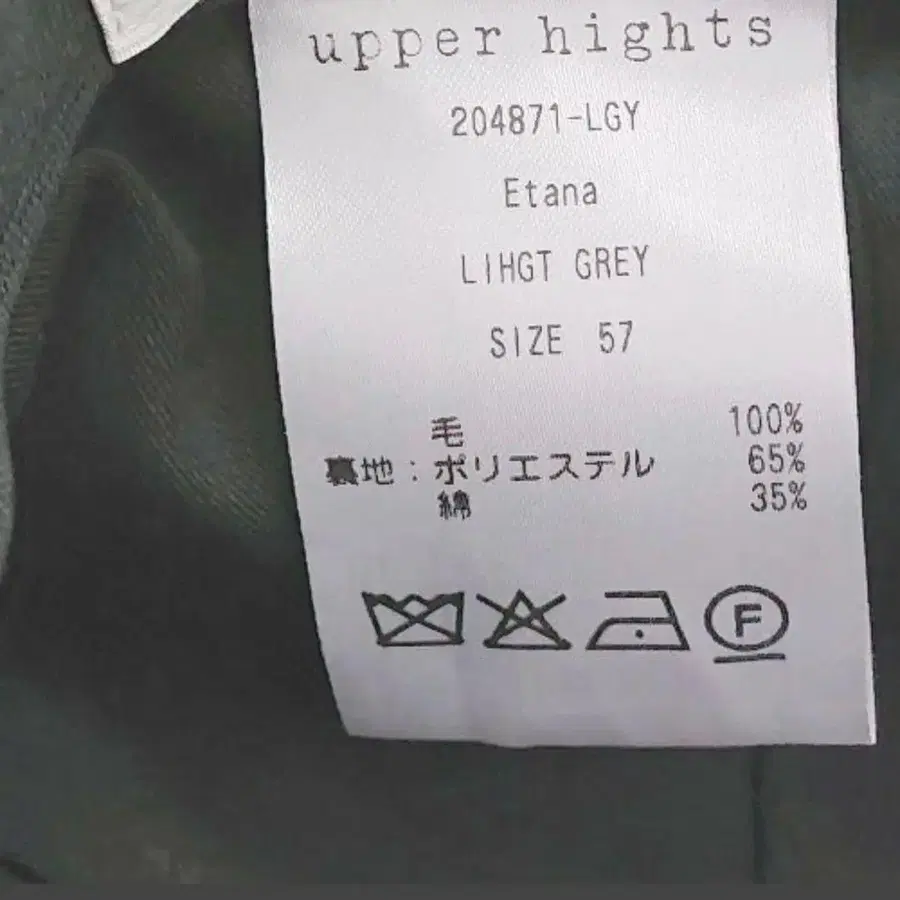 upper hights
204871-LGY
Etana
LIHGT GREY
SIZE 57
毛 100%
裏地：ポリエステル 65%
綿 35%
F